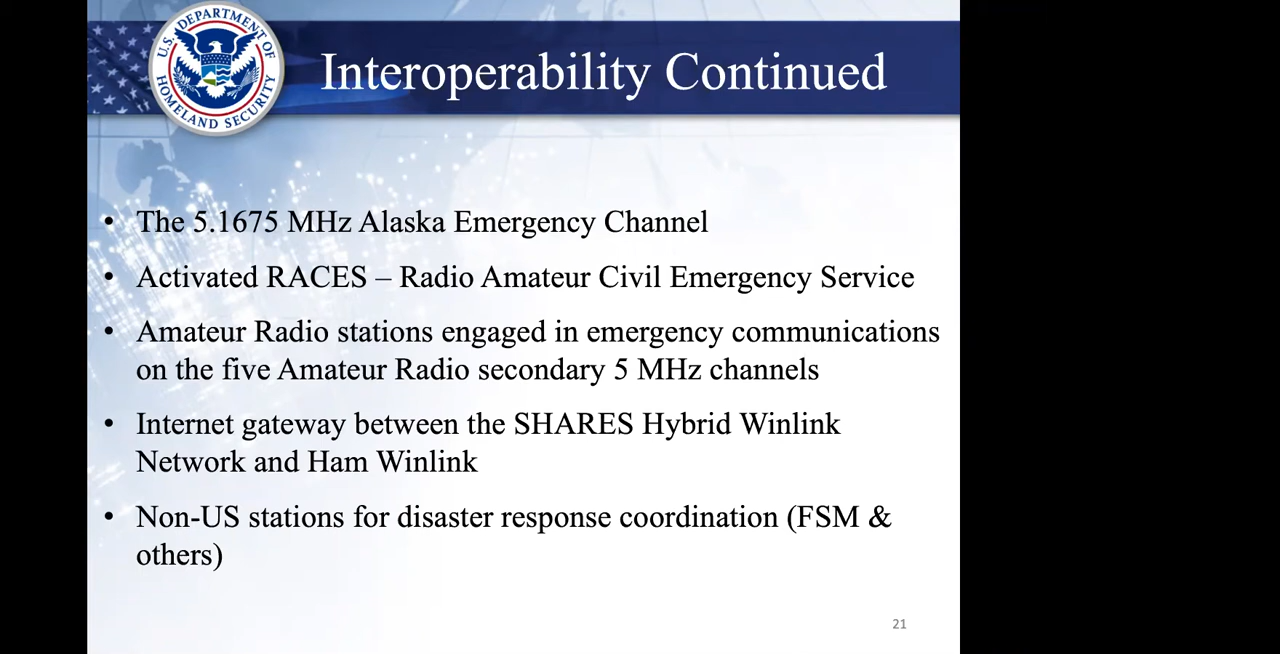 U.S. DEPARTMENT OF
HOMELAND SECURITY
Interoperability Continued
• The 5.1675 MHz Alaska Emergency Channel
• Activated RACES – Radio Amateur Civil Emergency Service
• Amateur Radio stations engaged in emergency communications
on the five Amateur Radio secondary 5 MHz channels
• Internet gateway between the SHARES Hybrid Winlink
Network and Ham Winlink
• Non-US stations for disaster response coordination (FSM &
others)
21